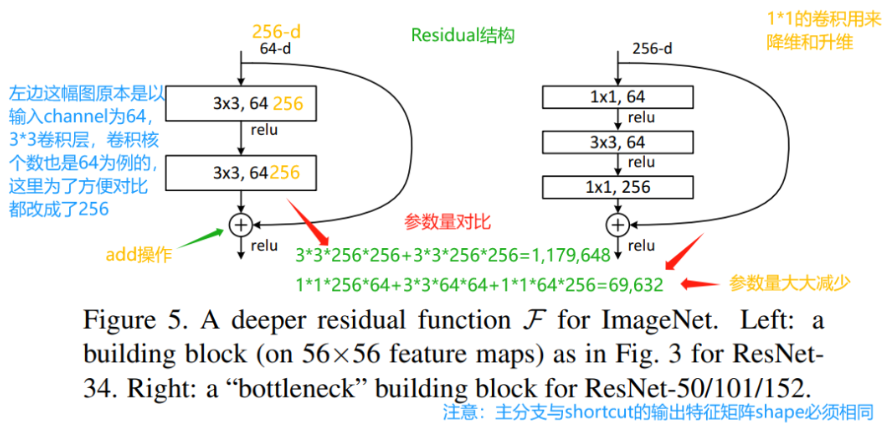 256-d
64-d
Residual结构
256-d
1*1的卷积用来
降维和升维
左边这幅图原本是以
输入channel为64，
3*3卷积层，卷积核
个数也是64为例的，
这里为了方便对比
都改成了256
3x3, 64 256
relu
3x3, 64 256
relu
1x1, 64
relu
3x3, 64
relu
1x1, 256
relu
add操作
参数量对比
3*3*256*256+3*3*256*256=1,179,648
1*1*256*64+3*3*64*64+1*1*64*256=69,632
参数量大大减少
Figure 5. A deeper residual function F for ImageNet. Left: a
building block (on 56×56 feature maps) as in Fig. 3 for ResNet-
34. Right: a “bottleneck” building block for ResNet-50/101/152.
注意：主分支与shortcut的输出特征矩阵shape必须相同